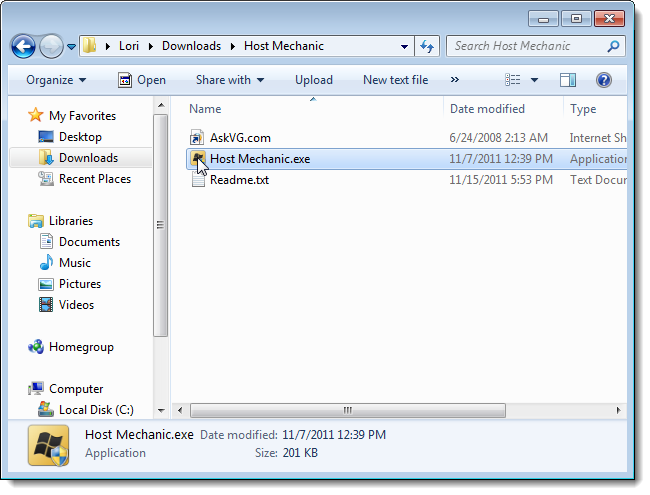 Lori Downloads Host Mechanic Search Host Mechanic
Organize Open Share with Upload New text file »
Name Date modified Type
My Favorites
Desktop
Downloads
Recent Places
Libraries
Documents
Music
Pictures
Videos
Homegroup
Computer
Local Disk (C:)
AskVG.com 6/24/2008 2:13 AM Internet Sh
Host Mechanic.exe 11/7/2011 12:39 PM Application
Readme.txt 11/15/2011 5:53 PM Text Docu
Host Mechanic.exe Date modified: 11/7/2011 12:39 PM
Application Size: 201 KB